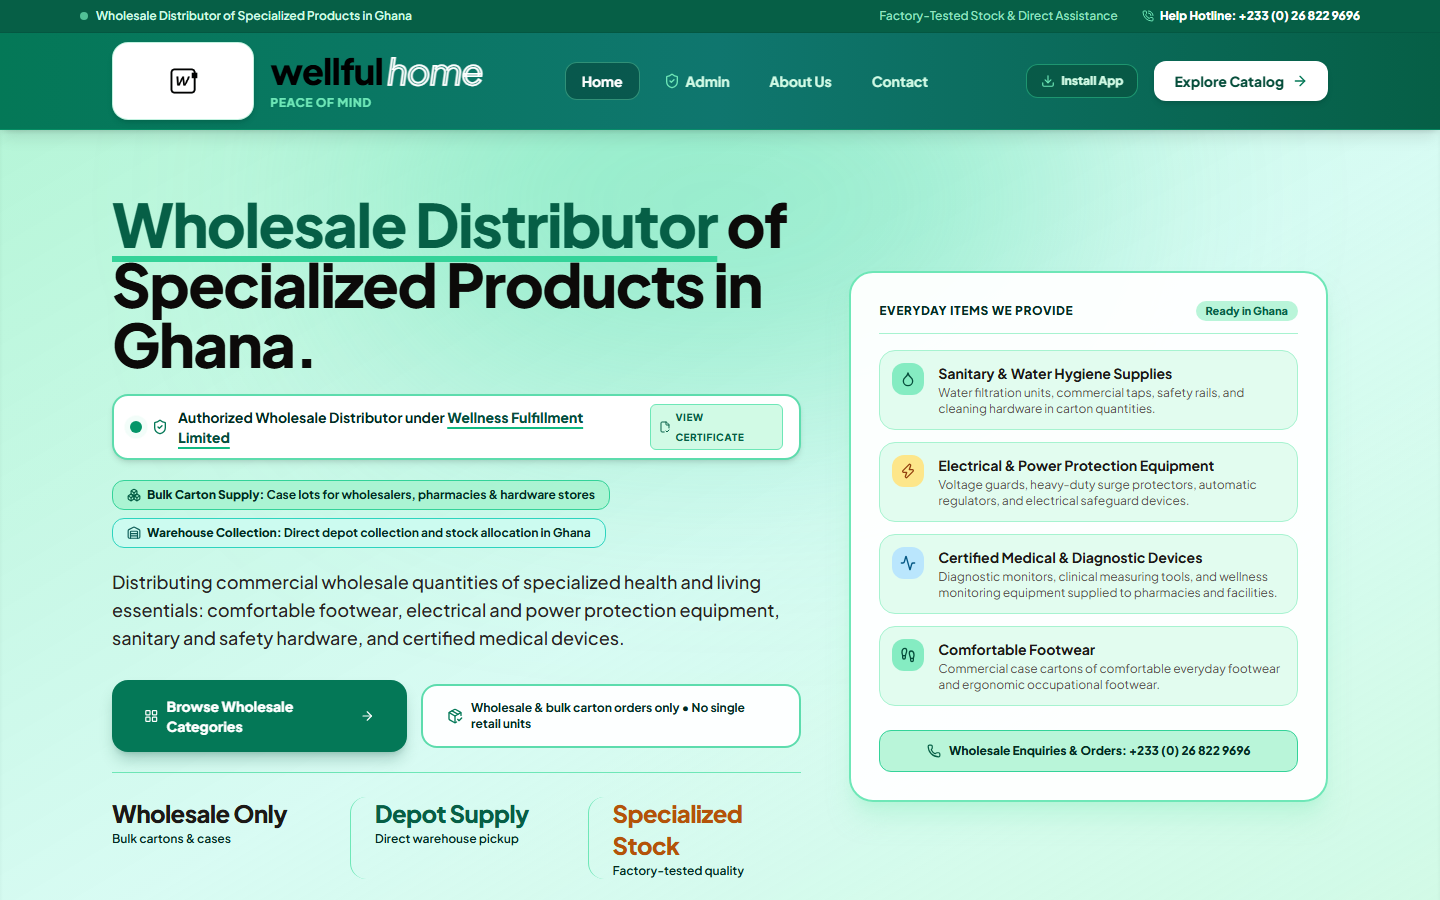 Wholesale Distributor of Specialized Products in Ghana
Factory-Tested Stock & Direct Assistance
Help Hotline: +233 (0) 26 822 9696
W
wellful home
PEACE OF MIND
Home
Admin
About Us
Contact
Install App
Explore Catalog
Wholesale Distributor of
Specialized Products in
Ghana.
Authorized Wholesale Distributor under Wellness Fulfillment
Limited
VIEW
CERTIFICATE
Bulk Carton Supply: Case lots for wholesalers, pharmacies & hardware stores
Warehouse Collection: Direct depot collection and stock allocation in Ghana
Distributing commercial wholesale quantities of specialized health and living
essentials: comfortable footwear, electrical and power protection equipment,
sanitary and safety hardware, and certified medical devices.
Browse Wholesale
Categories
Wholesale & bulk carton orders only • No single
retail units
Wholesale Only
Bulk cartons & cases
Depot Supply
Direct warehouse pickup
Specialized
Stock
Factory-tested quality
EVERYDAY ITEMS WE PROVIDE
Ready in Ghana
Sanitary & Water Hygiene Supplies
Water filtration units, commercial taps, safety rails, and
cleaning hardware in carton quantities.
Electrical & Power Protection Equipment
Voltage guards, heavy-duty surge protectors, automatic
regulators, and electrical safeguard devices.
Certified Medical & Diagnostic Devices
Diagnostic monitors, clinical measuring tools, and wellness
monitoring equipment supplied to pharmacies and facilities.
Comfortable Footwear
Commercial case cartons of comfortable everyday footwear
and ergonomic occupational footwear.
Wholesale Enquiries & Orders: +233 (0) 26 822 9696